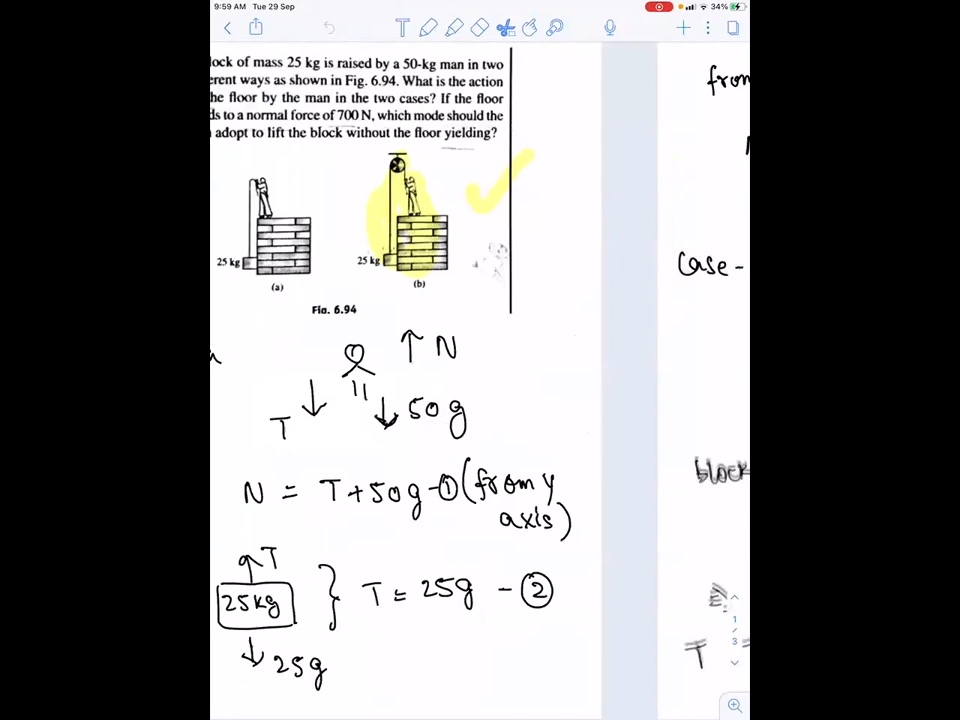 9:59 AM Tue 29 Sep
34%
ock of mass 25 kg is raised by a 50-kg man in two
erent ways as shown in Fig. 6.94. What is the action
he floor by the man in the two cases? If the floor
ds to a normal force of 700 N, which mode should the
adopt to lift the block without the floor yielding?
25 kg
(a)
25 kg
(b)
Fig. 6.94
↑ N
T ↓ ↓ 50g
N = T+50g-①(from y
axis)
↑T
25kg } T = 25g - ②
↓ 25g
from
Case-
block
T =
1
/
3